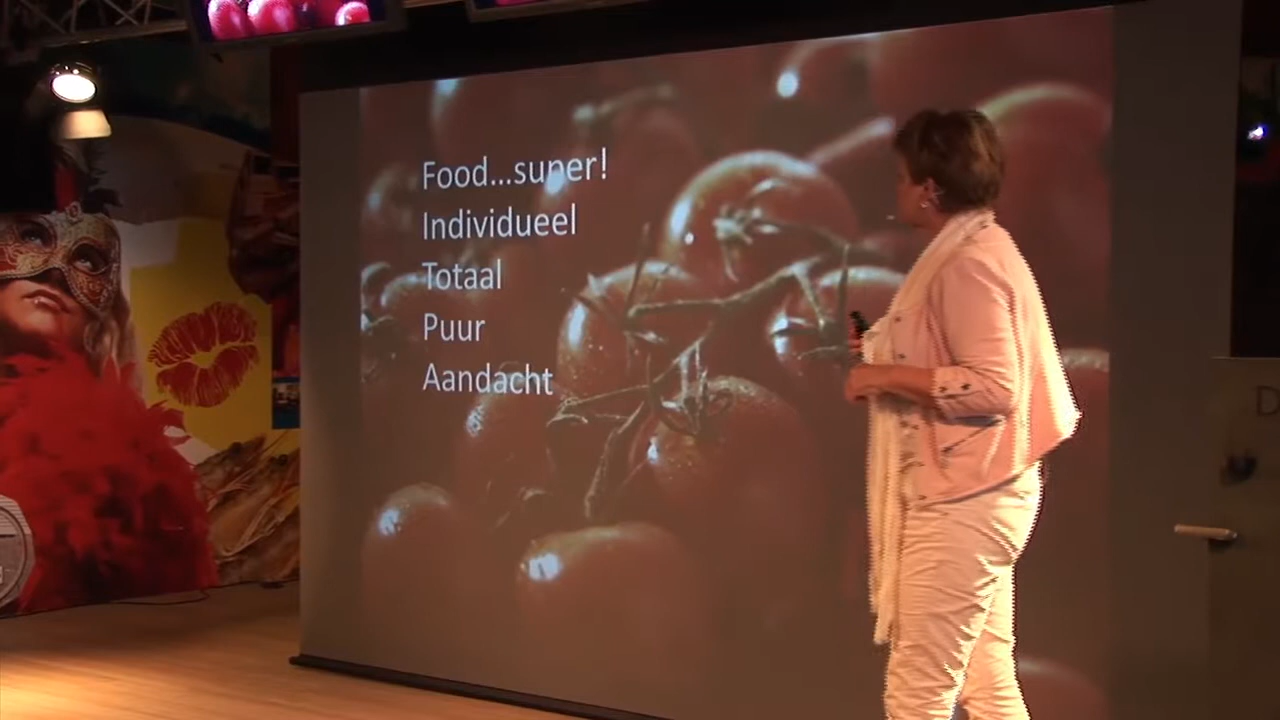 Food...super!
Individueel
Totaal
Puur
Aandacht
D